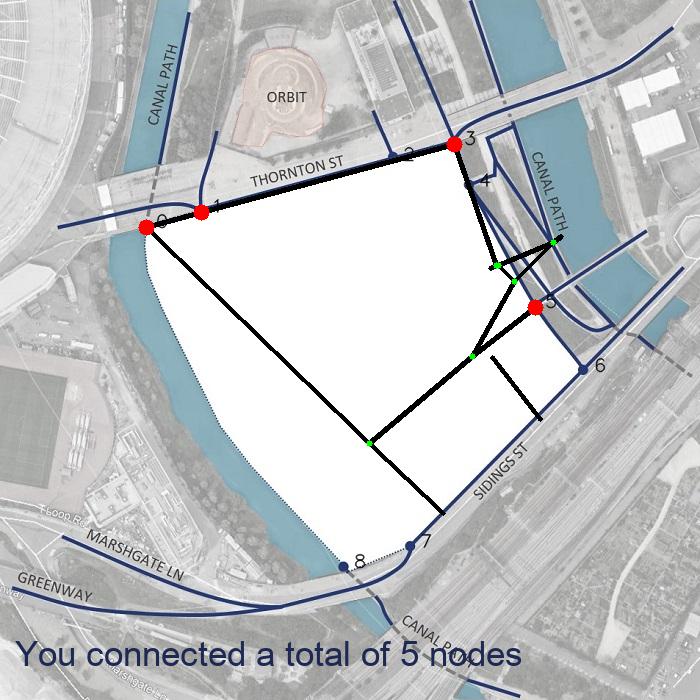 CANAL PATH
ORBIT
THORNTON ST
0
1
2
3
4
CANAL PATH
5
6
SIDINGS ST
7
8
MARSHGATE LN
GREENWAY
CANAL PATH
You connected a total of 5 nodes